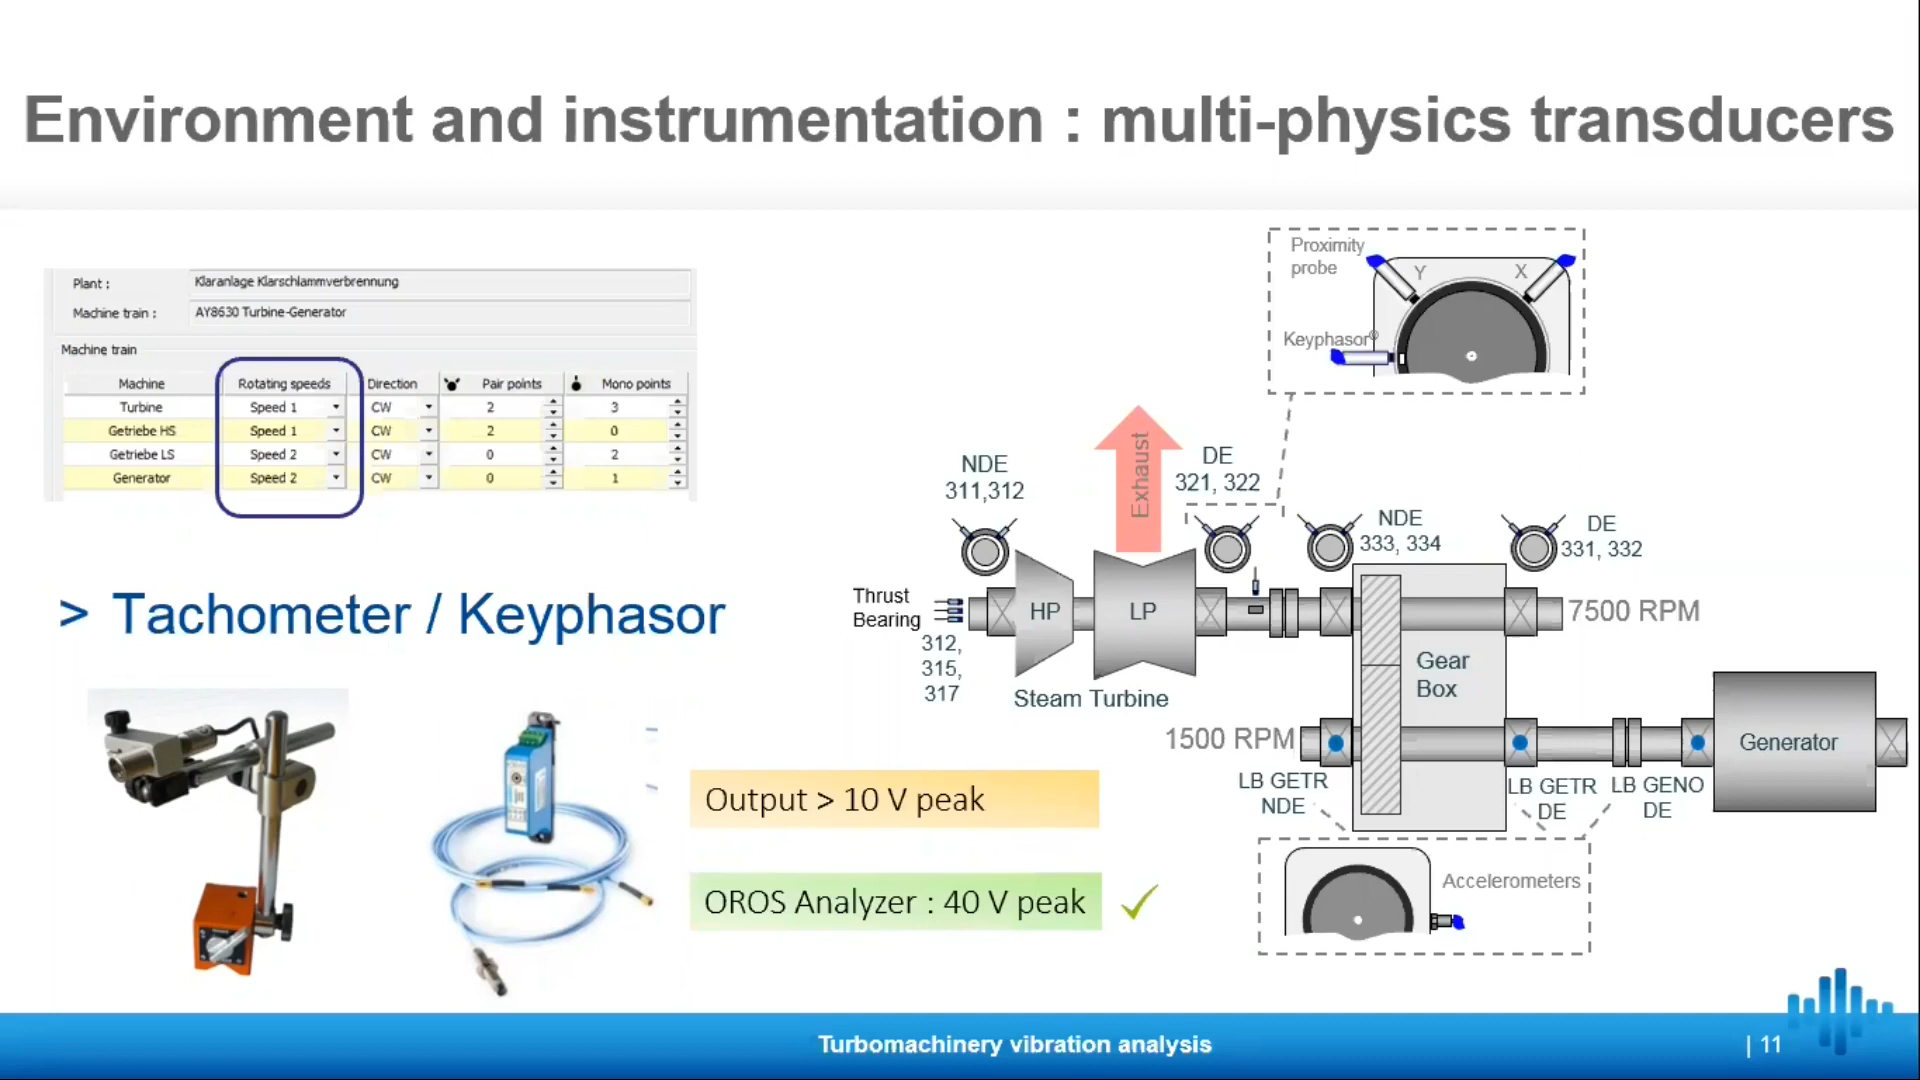 Environment and instrumentation : multi-physics transducers
Plant :
Klaranlage Klarschlammverbrennung
Machine train :
AY8630 Turbine-Generator
Machine train
Machine Rotating speeds Direction Pair points Mono points
Turbine Speed 1 CW 2 3
Getriebe HS Speed 1 CW 2 0
Getriebe LS Speed 2 CW 0 2
Generator Speed 2 CW 0 1
> Tachometer / Keyphasor
Output > 10 V peak
OROS Analyzer : 40 V peak
Proximity
probe
Y
X
Keyphasor®
Exhaust
NDE
311,312
DE
321, 322
NDE
333, 334
DE
331, 332
Thrust
Bearing
312,
315,
317
HP
LP
Steam Turbine
7500 RPM
Gear
Box
1500 RPM
Generator
LB GETR
NDE
LB GETR
DE
LB GENO
DE
Accelerometers
Turbomachinery vibration analysis
| 11